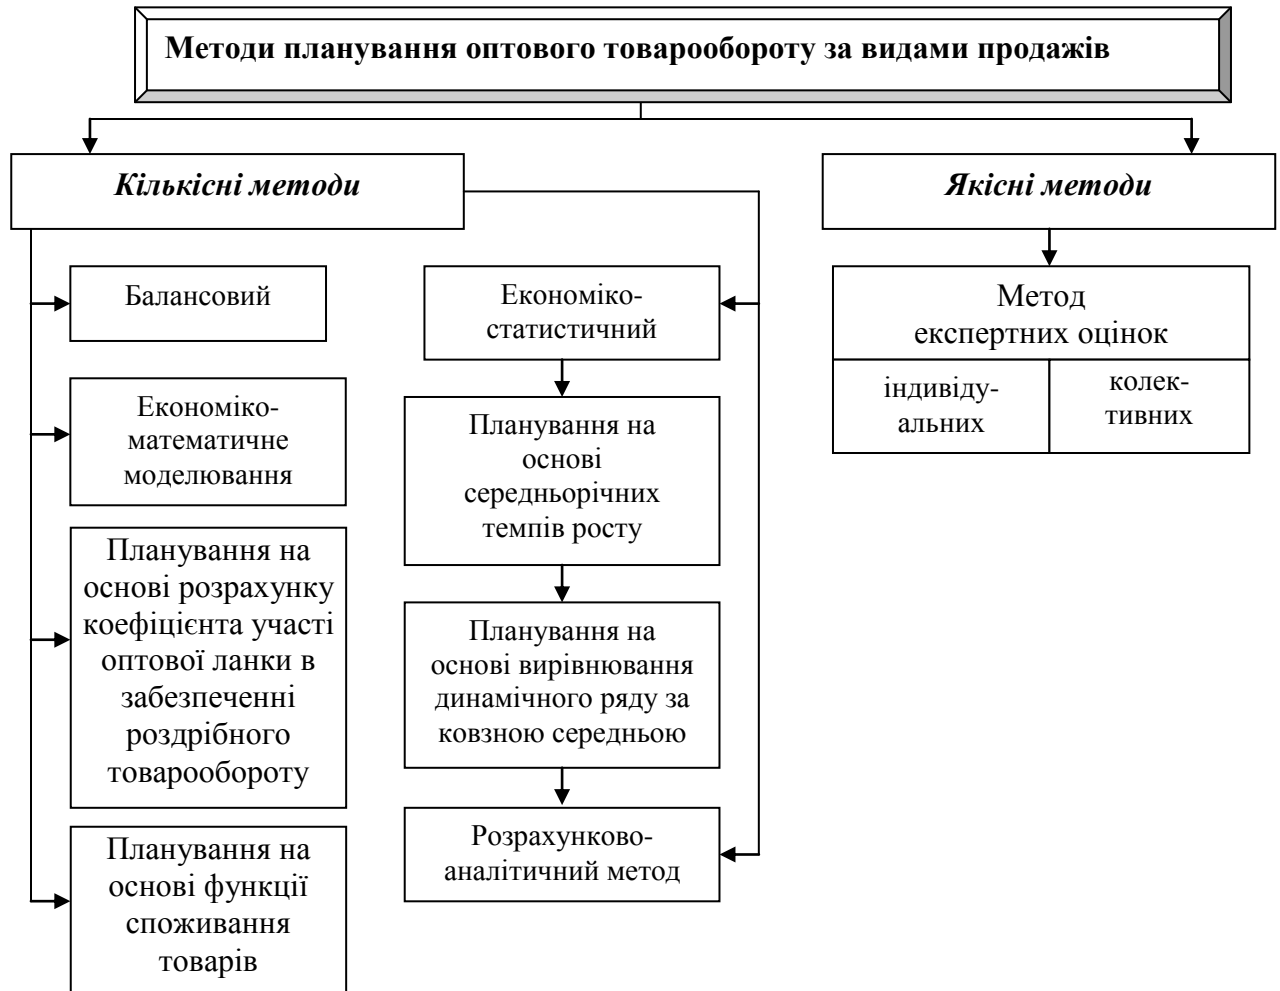 Методи планування оптового товарообороту за видами продажів
Кількісні методи
Якісні методи
Балансовий
Економіко-
математичне
моделювання
Планування на
основі розрахунку
коефіцієнта участі
оптової ланки в
забезпеченні
роздрібного
товарообороту
Планування на
основі функції
споживання
товарів
Економіко-
статистичний
Планування на
основі
середньорічних
темпів росту
Планування на
основі вирівнювання
динамічного ряду за
ковзною середньою
Розрахунково-
аналітичний метод
Метод
експертних оцінок
індивіду-
альних
колек-
тивних